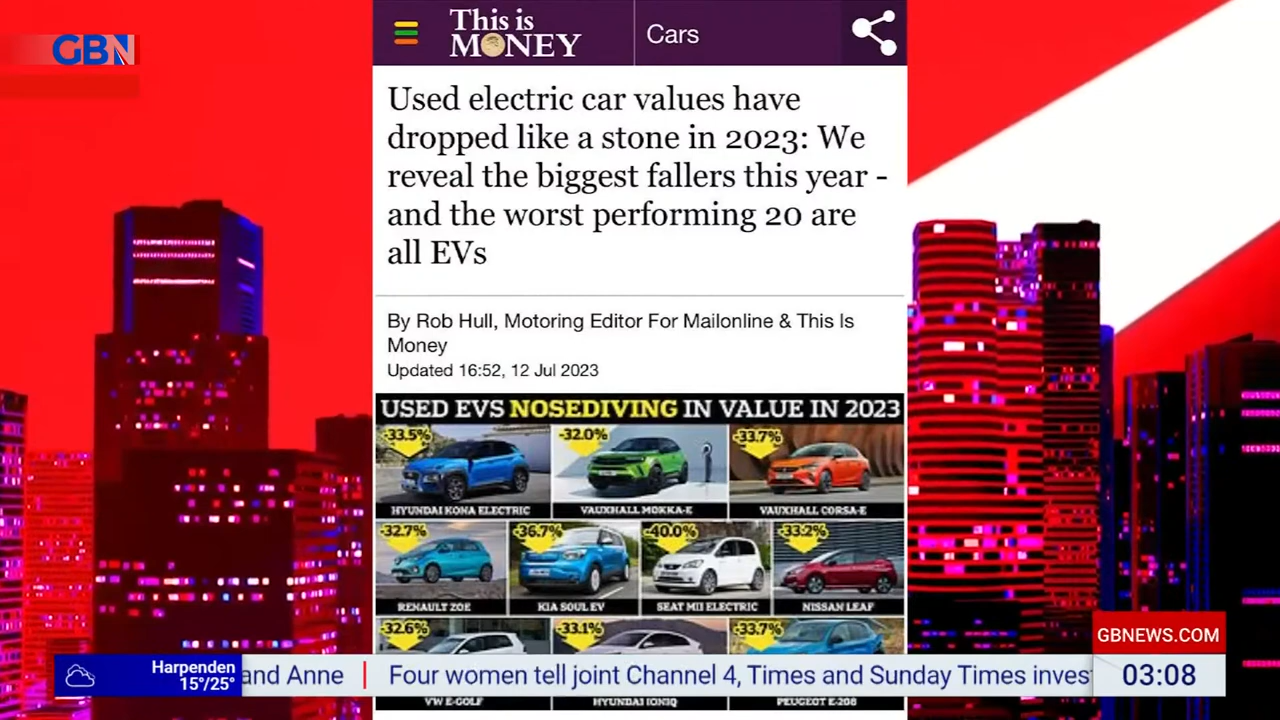 GBN
This is
MONEY
Cars
Used electric car values have
dropped like a stone in 2023: We
reveal the biggest fallers this year -
and the worst performing 20 are
all EVs
By Rob Hull, Motoring Editor For Mailonline & This Is
Money
Updated 16:52, 12 Jul 2023
USED EVS NOSEDIVING IN VALUE IN 2023
-33.5%
-32.0%
-33.7%
HYUNDAI KONA ELECTRIC
VAUXHALL MOKKA-E
VAUXHALL CORSA-E
-32.7%
-36.7%
-40.0%
-33.2%
RENAULT ZOE
KIA SOUL EV
SEAT MII ELECTRIC
NISSAN LEAF
-32.6%
-33.1%
-33.7%
GBNEWS.COM
Harpenden
15°/25°
and Anne
Four women tell joint Channel 4, Times and Sunday Times inves
03:08
VW E-GOLF
HYUNDAI IONIQ
PEUGEOT E-208